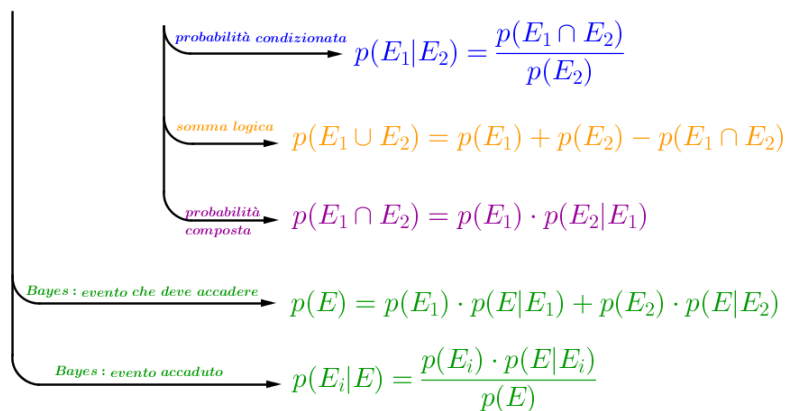 probabilità condizionata
p(E₁|E₂) = p(E₁ ∩ E₂) / p(E₂)
somma logica
p(E₁ ∪ E₂) = p(E₁) + p(E₂) − p(E₁ ∩ E₂)
probabilità
composta
p(E₁ ∩ E₂) = p(E₁) · p(E₂|E₁)
Bayes : evento che deve accadere
p(E) = p(E₁) · p(E|E₁) + p(E₂) · p(E|E₂)
Bayes : evento accaduto
p(Eᵢ|E) = p(Eᵢ) · p(E|Eᵢ) / p(E)